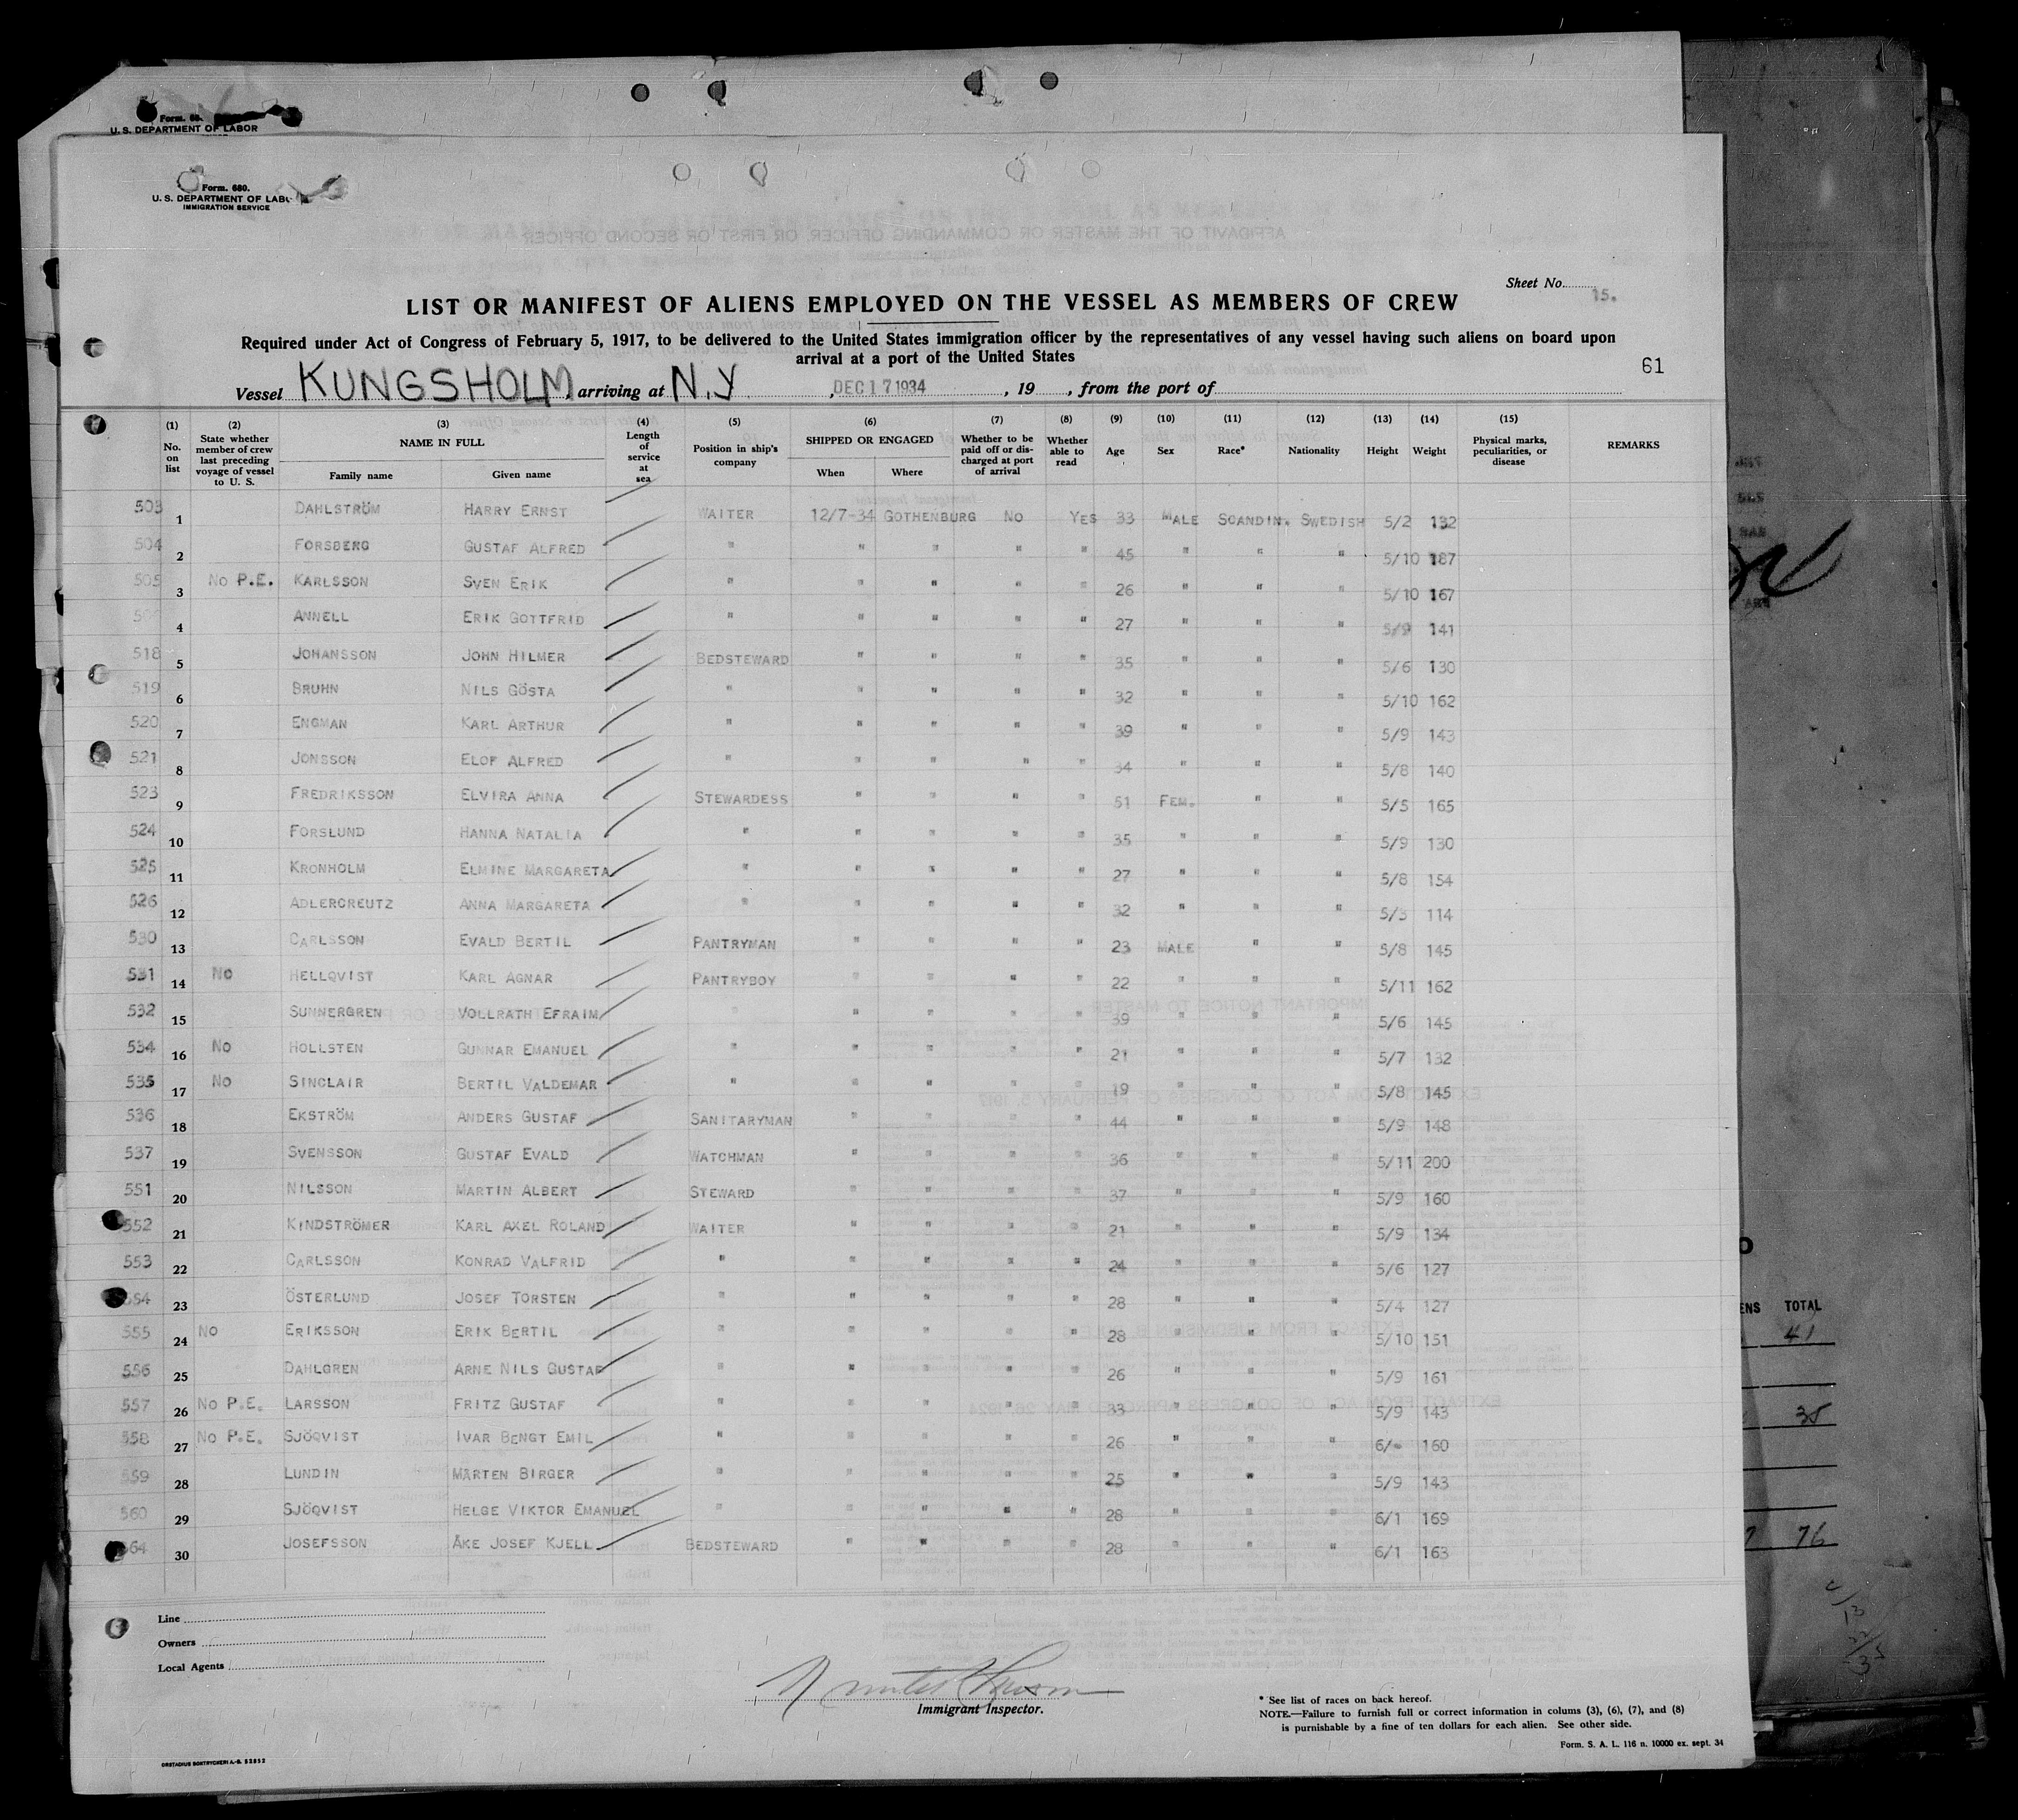 Form. 68
U. S. DEPARTMENT OF LABOR
Form. 680.
U. S. DEPARTMENT OF LABO
IMMIGRATION SERVICE
Sheet No. 15.
LIST OR MANIFEST OF ALIENS EMPLOYED ON THE VESSEL AS MEMBERS OF CREW
Required under Act of Congress of February 5, 1917, to be delivered to the United States immigration officer by the representatives of any vessel having such aliens on board upon
arrival at a port of the United States
61
Vessel KUNGSHOLM arriving at N.Y , DEC 17 1934 , 19 , from the port of
(1) (2) (3) (4) (5) (6) (7) (8) (9) (10) (11) (12) (13) (14) (15)
No. on list State whether member of crew last preceding voyage of vessel to U. S. NAME IN FULL Family name Given name Length of service at sea Position in ship's company SHIPPED OR ENGAGED When Where Whether to be paid off or discharged at port of arrival Whether able to read Age Sex Race* Nationality Height Weight Physical marks, peculiarities, or disease REMARKS
503 1 DAHLSTRÖM HARRY ERNST WAITER 12/7-34 GOTHENBURG NO YES 33 MALE SCANDIN. SWEDISH 5/2 132
504 2 FORSBERG GUSTAF ALFRED " " " " " 45 " " " 5/10 187
505 3 NO P.E. KARLSSON SVEN ERIK " " " " " 26 " " " 5/10 167
4 ANNELL ERIK GOTTFRID " " " " " 27 " " " 5/9 141
518 5 JOHANSSON JOHN HILMER BEDSTEWARD " " " " 35 " " " 5/6 130
519 6 BRUHN NILS GÖSTA " " " " " 32 " " " 5/10 162
520 7 ENGMAN KARL ARTHUR " " " " " 39 " " " 5/9 143
521 8 JONSSON ELOF ALFRED " " " " " 34 " " " 5/8 140
523 9 FREDRIKSSON ELVIRA ANNA STEWARDESS " " " " 51 FEM. " " 5/5 165
524 10 FORSLUND HANNA NATALIA " " " " " 35 " " " 5/9 130
525 11 KRONHOLM ELMINE MARGARETA " " " " " 27 " " " 5/8 154
526 12 ADLERCREUTZ ANNA MARGARETA " " " " " 32 " " " 5/3 114
530 13 CARLSSON EVALD BERTIL PANTRYMAN " " " " 23 MALE " " 5/8 145
531 14 NO HELLQVIST KARL AGNAR PANTRYBOY " " " " 22 " " " 5/11 162
532 15 SUNNERGREN VOLLRATH EFRAIM " " " " " 39 " " " 5/6 145
534 16 NO HOLLSTEN GUNNAR EMANUEL " " " " " 21 " " " 5/7 132
535 17 NO SINCLAIR BERTIL VALDEMAR " " " " " 19 " " " 5/8 145
536 18 EKSTRÖM ANDERS GUSTAF SANITARYMAN " " " " 44 " " " 5/9 148
537 19 SVENSSON GUSTAF EVALD WATCHMAN " " " " 36 " " " 5/11 200
551 20 NILSSON MARTIN ALBERT STEWARD " " " " 37 " " " 5/9 160
552 21 KINDSTRÖMER KARL AXEL ROLAND WAITER " " " " 21 " " " 5/9 134
553 22 CARLSSON KONRAD VALFRID " " " " " 24 " " " 5/6 127
554 23 ÖSTERLUND JOSEF TORSTEN " " " " " 28 " " " 5/4 127
555 24 NO ERIKSSON ERIK BERTIL " " " " " 28 " " " 5/10 151
556 25 DAHLGREN ARNE NILS GUSTAF " " " " " 26 " " " 5/9 161
557 26 NO P.E. LARSSON FRITZ GUSTAF " " " " " 33 " " " 5/9 143
558 27 NO P.E. SJÖQVIST IVAR BENGT EMIL " " " " " 26 " " " 6/- 160
559 28 LUNDIN MÅRTEN BIRGER " " " " " 25 " " " 5/9 143
560 29 SJÖQVIST HELGE VIKTOR EMANUEL " " " " " 28 " " " 6/1 169
564 30 JOSEFSSON ÅKE JOSEF KJELL BEDSTEWARD " " " " 28 " " " 6/1 163
ENS TOTAL
41
35
76
Line
Owners
Local Agents
Immigrant Inspector.
* See list of races on back hereof.
NOTE.—Failure to furnish full or correct information in colums (3), (6), (7), and (8)
is punishable by a fine of ten dollars for each alien. See other side.
Form. S. A. L. 116 n. 10000 ex. sept. 34